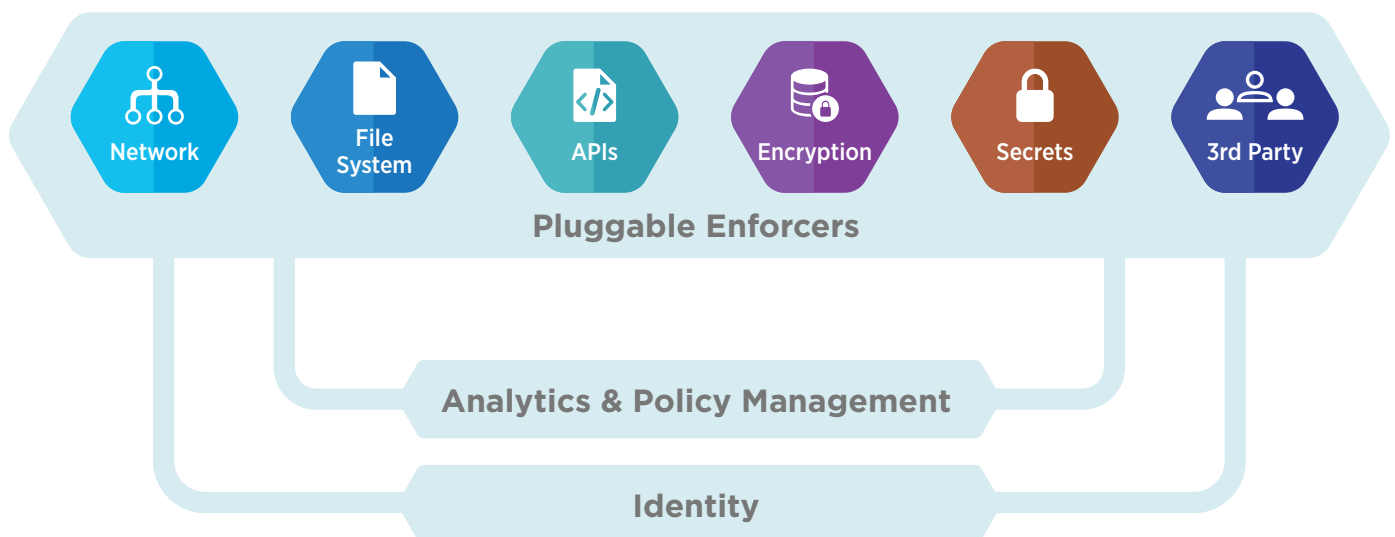 Network
File
System
APIs
</>
Encryption
Secrets
3rd Party
Pluggable Enforcers
Analytics & Policy Management
Identity